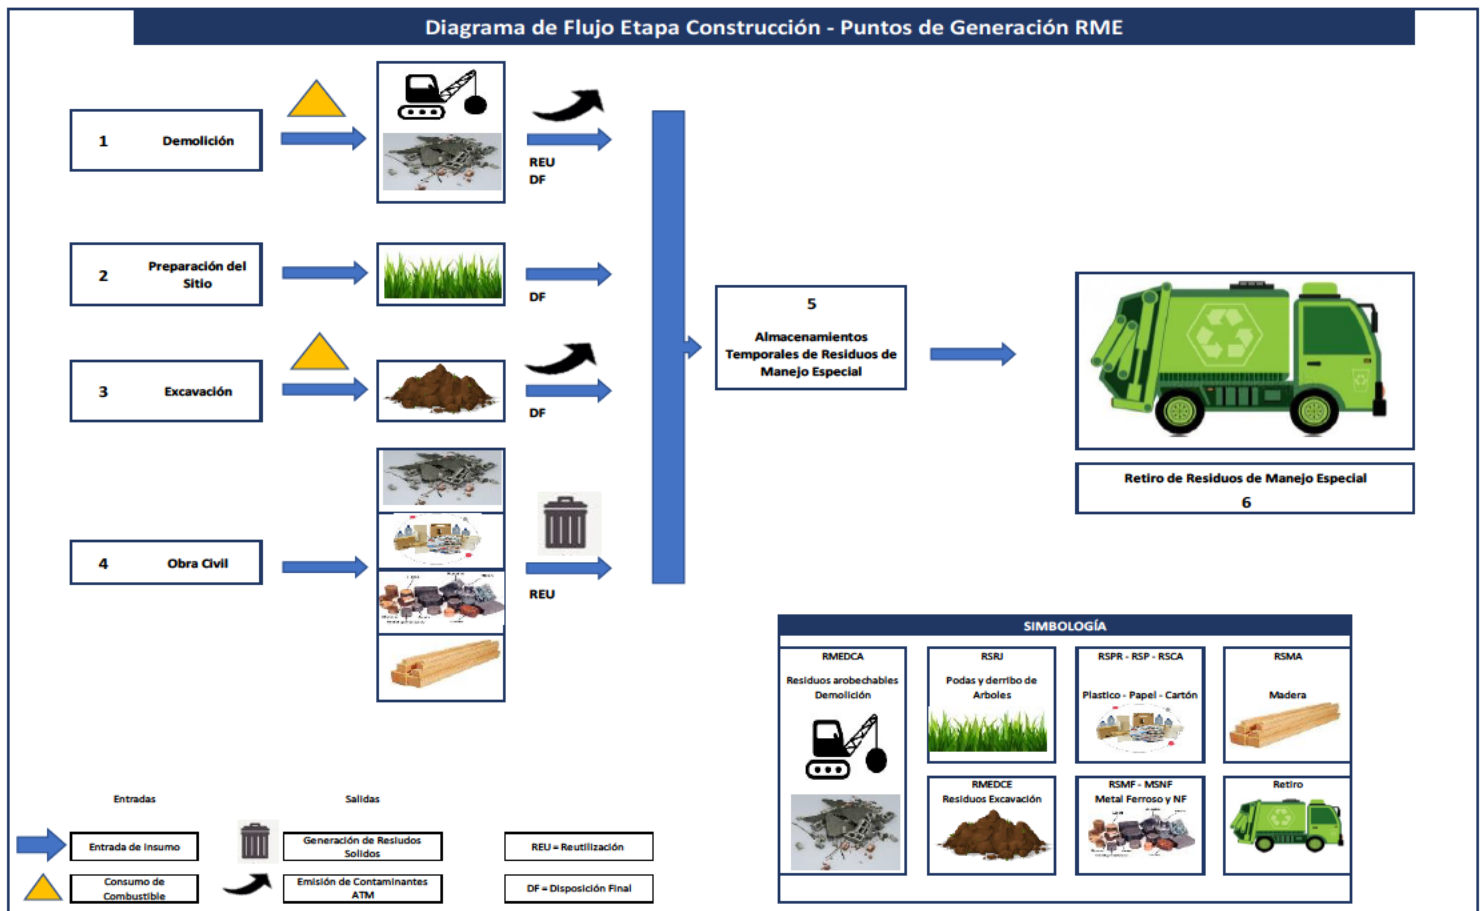 Diagrama de Flujo Etapa Construcción - Puntos de Generación RME
1 Demolición
REU
DF
2 Preparación del
Sitio
DF
3 Excavación
DF
4 Obra Civil
REU
5
Almacenamientos
Temporales de Residuos de
Manejo Especial
Retiro de Residuos de Manejo Especial
6
SIMBOLOGÍA
RMEDCA
Residuos arobechables
Demolición
RSRJ
Podas y derribo de
Arboles
RSPR - RSP - RSCA
Plastico - Papel - Cartón
RSMA
Madera
RMEDCE
Residuos Excavación
RSMF - MSNF
Metal Ferroso y NF
Retiro
Entradas
Salidas
Entrada de Insumo
Generación de Resiudos
Solidos
REU = Reutilización
Consumo de
Combustible
Emisión de Contaminantes
ATM
DF = Disposición Final